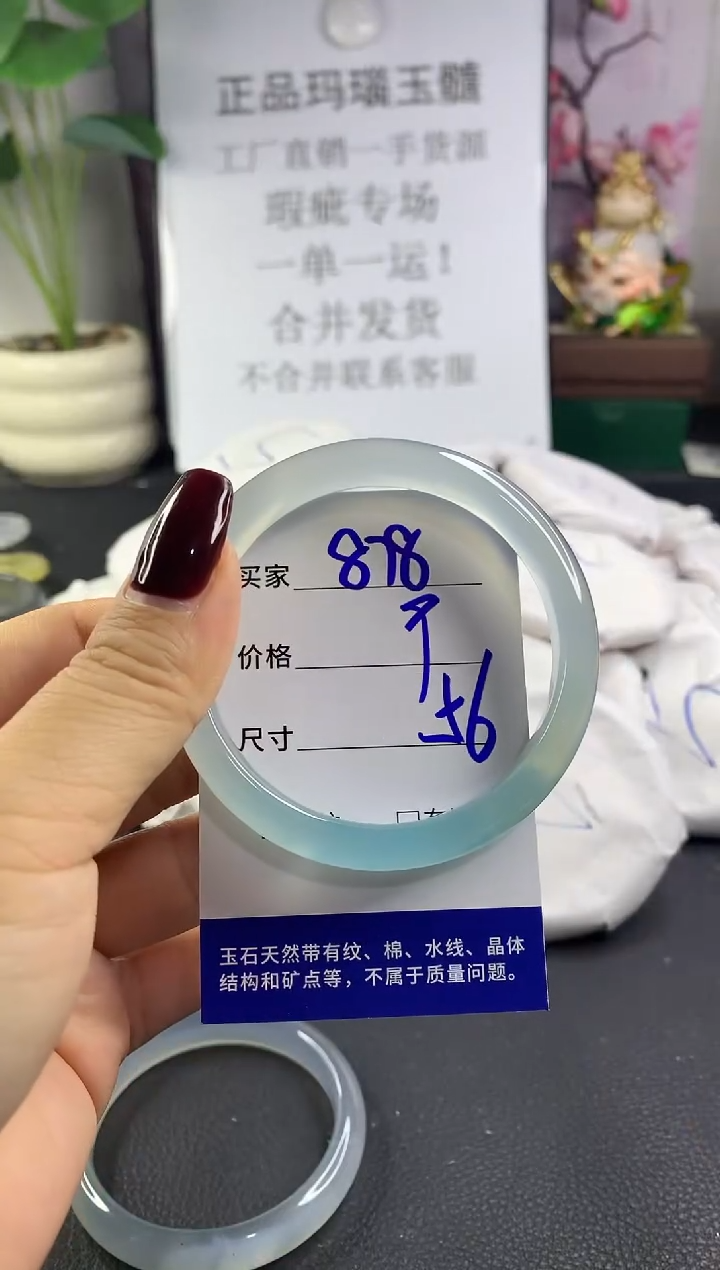 正品玛瑙玉髓
工厂直销一手货源
瑕疵专场
一单一运！
合并发货
不合并联系客服
买家 878
价格
尺寸 56
玉石天然带有纹、棉、水线、晶体
结构和矿点等，不属于质量问题。